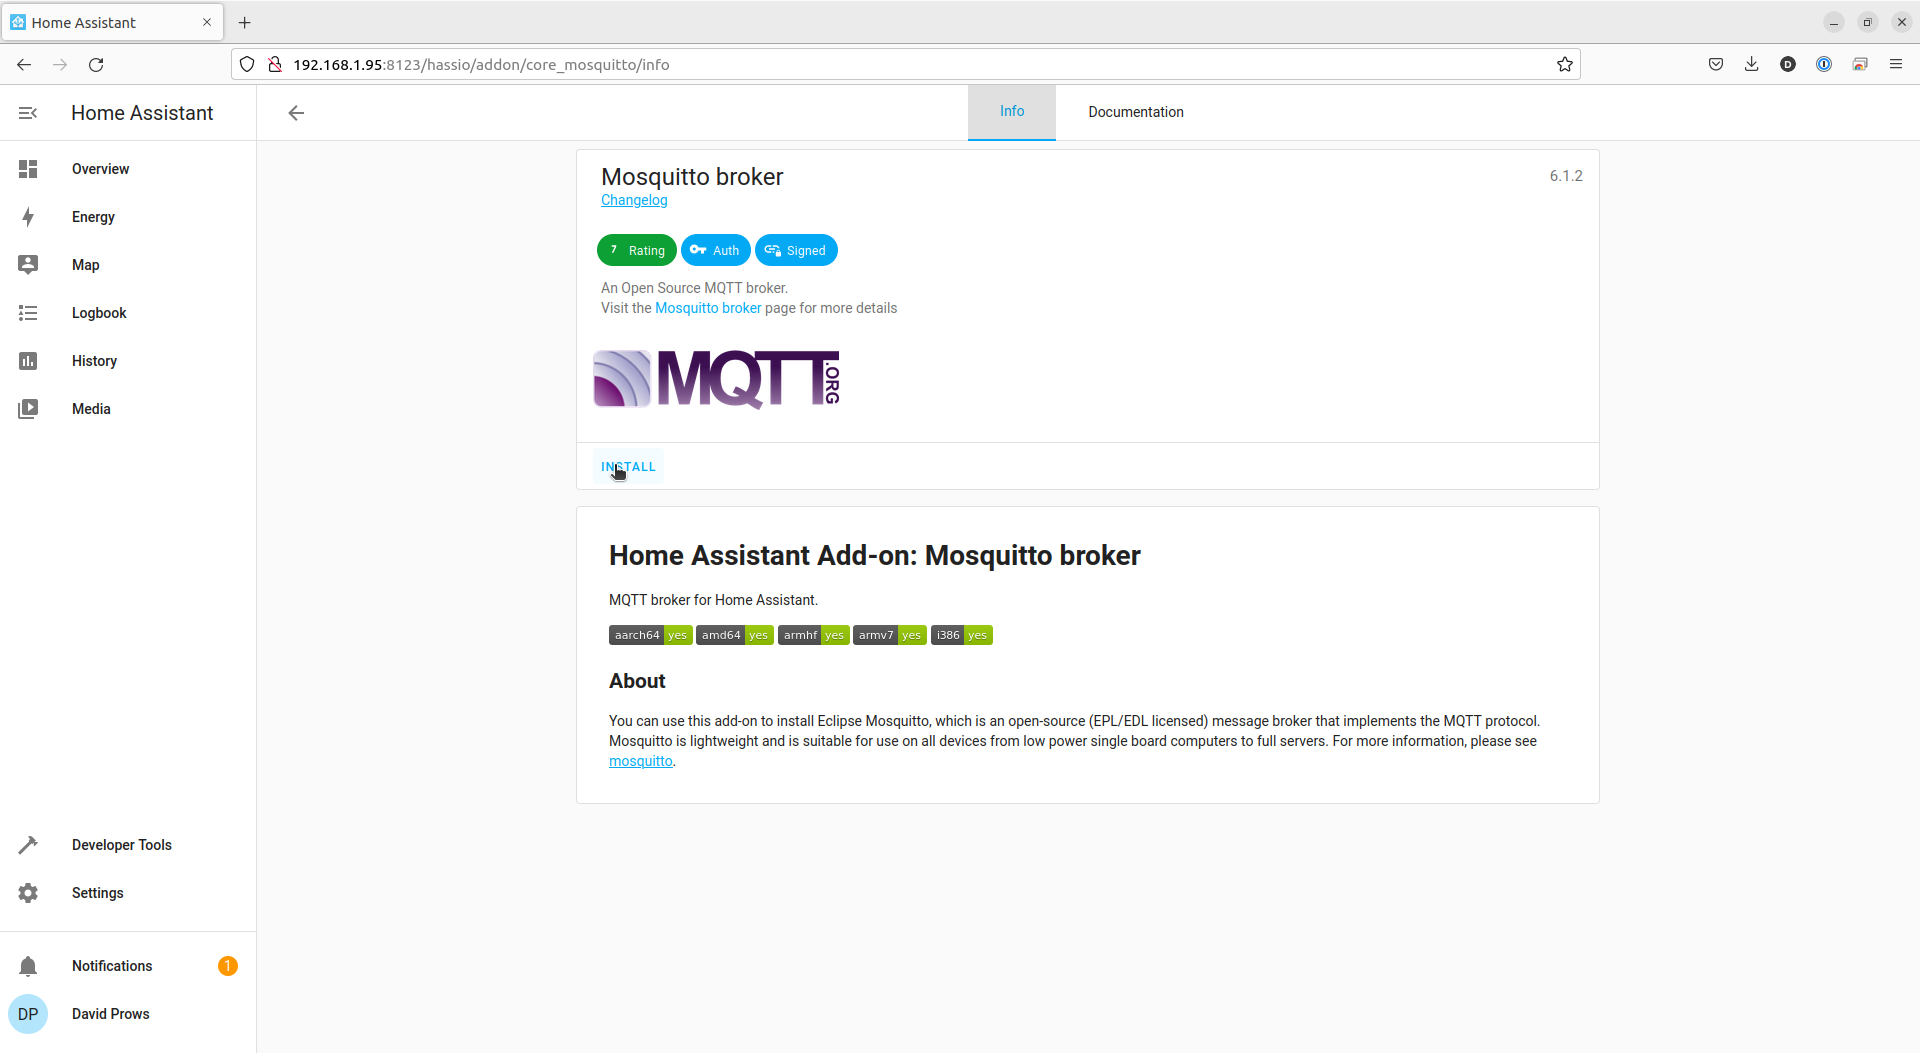 Home Assistant
192.168.1.95:8123/hassio/addon/core_mosquitto/info
D
Home Assistant
Info
Documentation
Overview
Energy
Map
Logbook
History
Media
Developer Tools
Settings
Notifications
1
DP
David Prows
Mosquitto broker
6.1.2
Changelog
7 Rating
Auth
Signed
An Open Source MQTT broker.
Visit the Mosquitto broker page for more details
MQTT.ORG
INSTALL
Home Assistant Add-on: Mosquitto broker
MQTT broker for Home Assistant.
aarch64 yes amd64 yes armhf yes armv7 yes i386 yes
About
You can use this add-on to install Eclipse Mosquitto, which is an open-source (EPL/EDL licensed) message broker that implements the MQTT protocol.
Mosquitto is lightweight and is suitable for use on all devices from low power single board computers to full servers. For more information, please see
mosquitto.